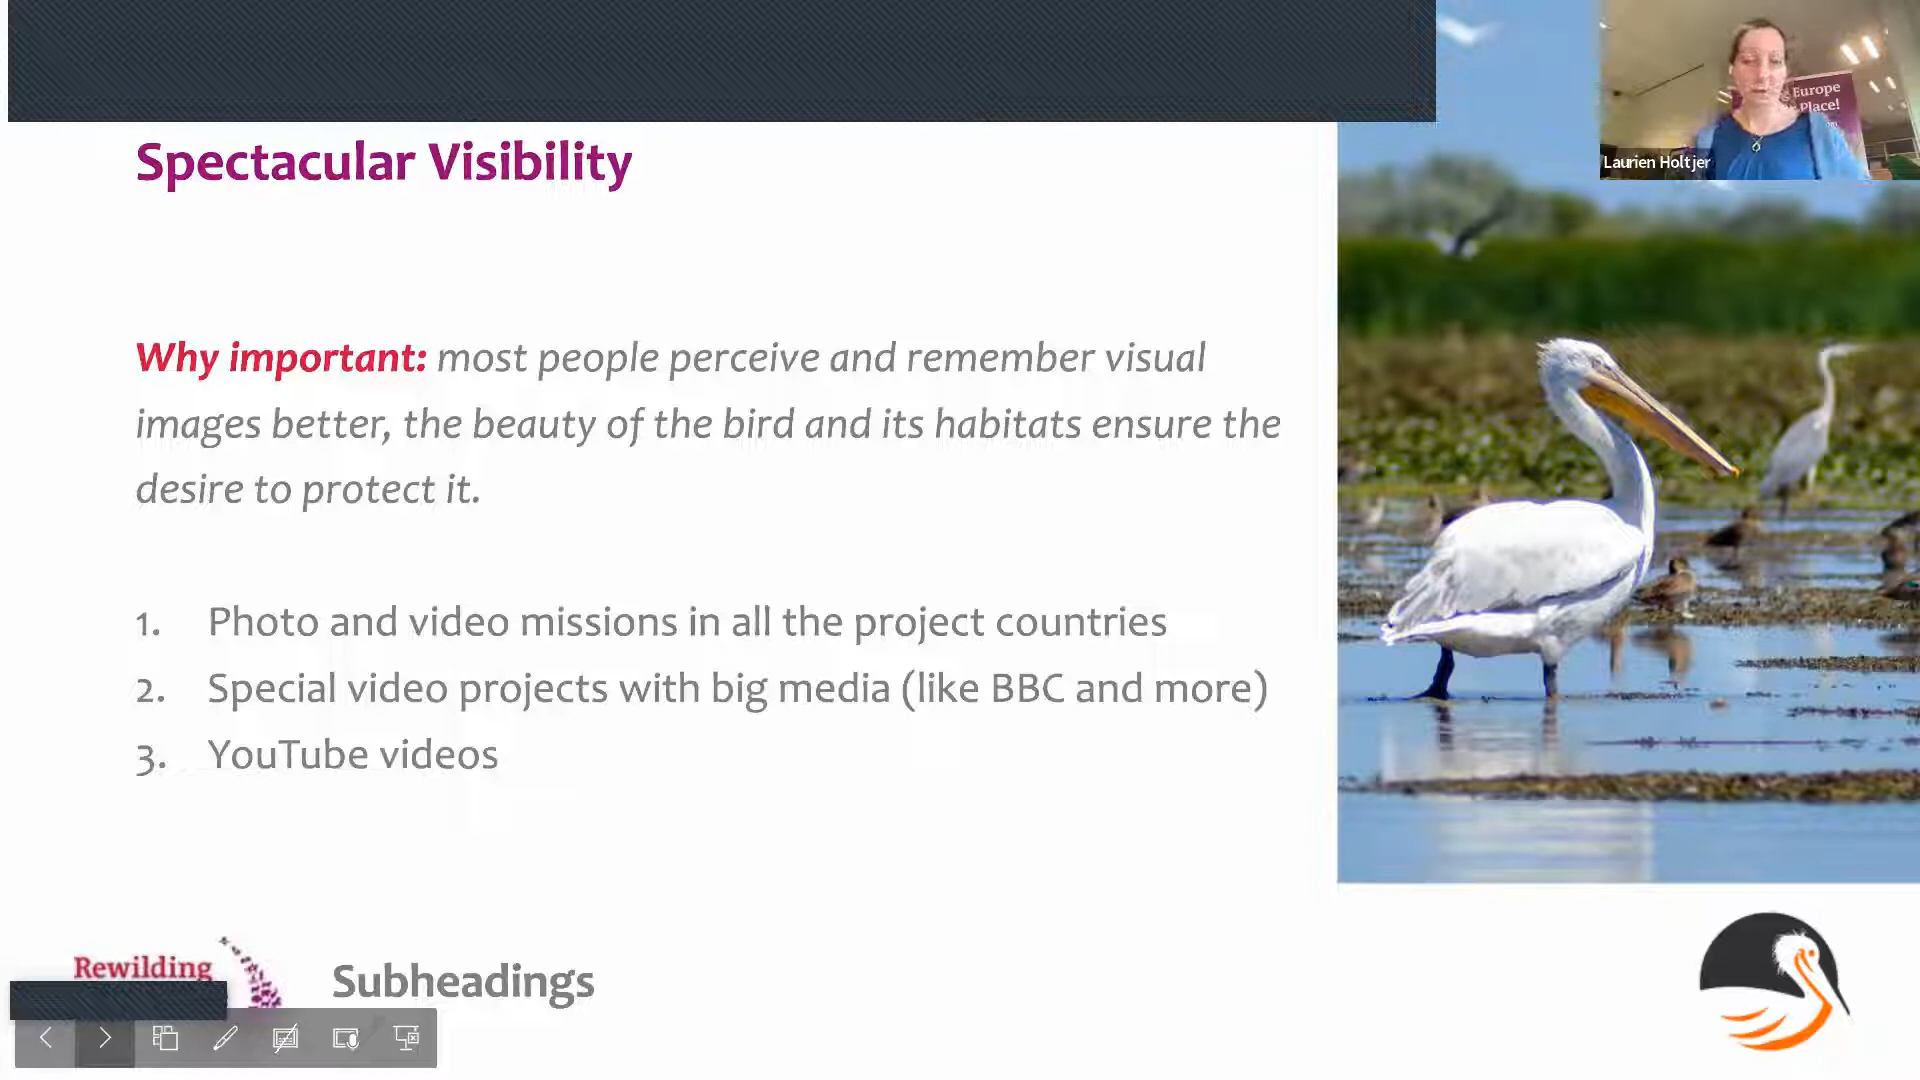 Spectacular Visibility
Europe
Place!
Laurien Holtjer
Why important: most people perceive and remember visual
images better, the beauty of the bird and its habitats ensure the
desire to protect it.
1. Photo and video missions in all the project countries
2. Special video projects with big media (like BBC and more)
3. YouTube videos
Rewilding
Subheadings